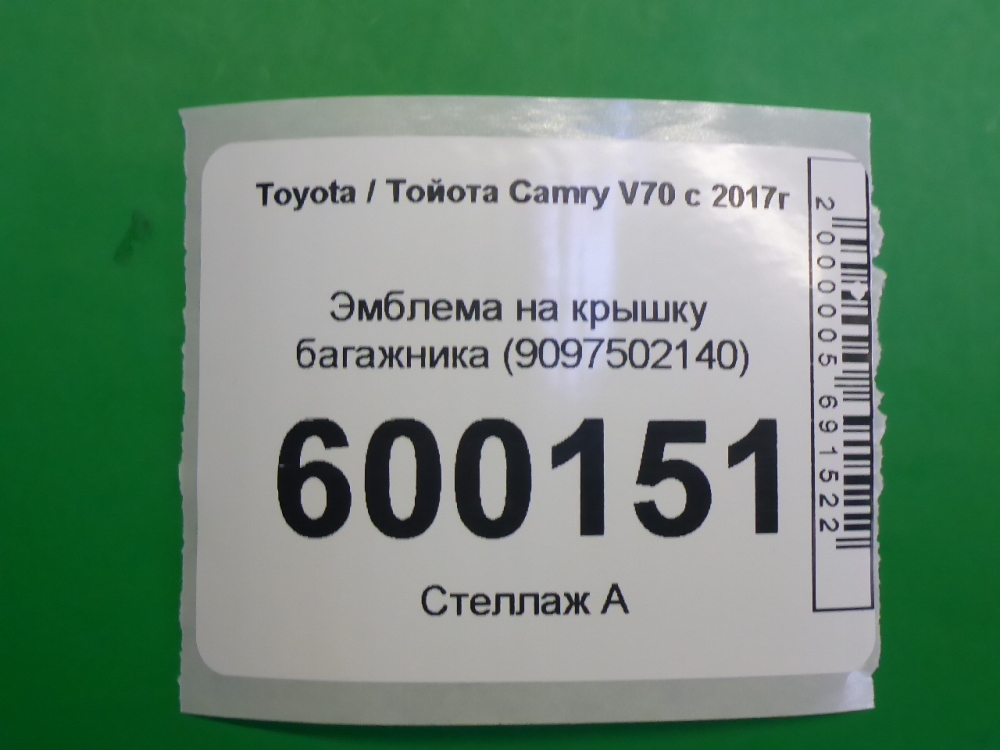 Toyota / Тойота Camry V70 с 2017г
Эмблема на крышку
багажника (9097502140)
600151
Стеллаж А
2000005691522